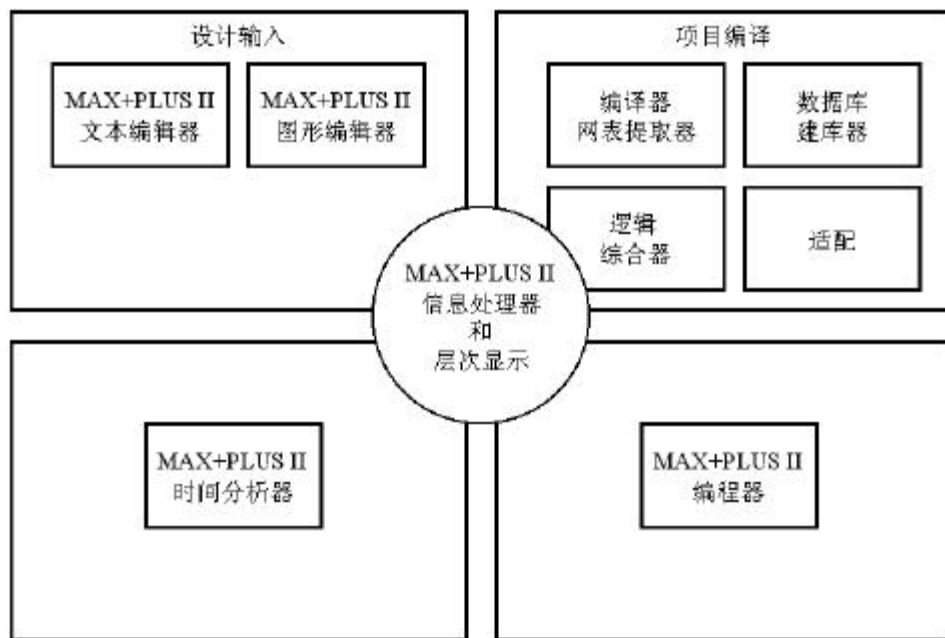 设计输入
MAX+PLUS II
文本编辑器
MAX+PLUS II
图形编辑器
项目编译
编译器
网表提取器
数据库
建库器
逻辑
综合器
适配
MAX+PLUS II
信息处理器
和
层次显示
MAX+PLUS II
时间分析器
MAX+PLUS II
编程器